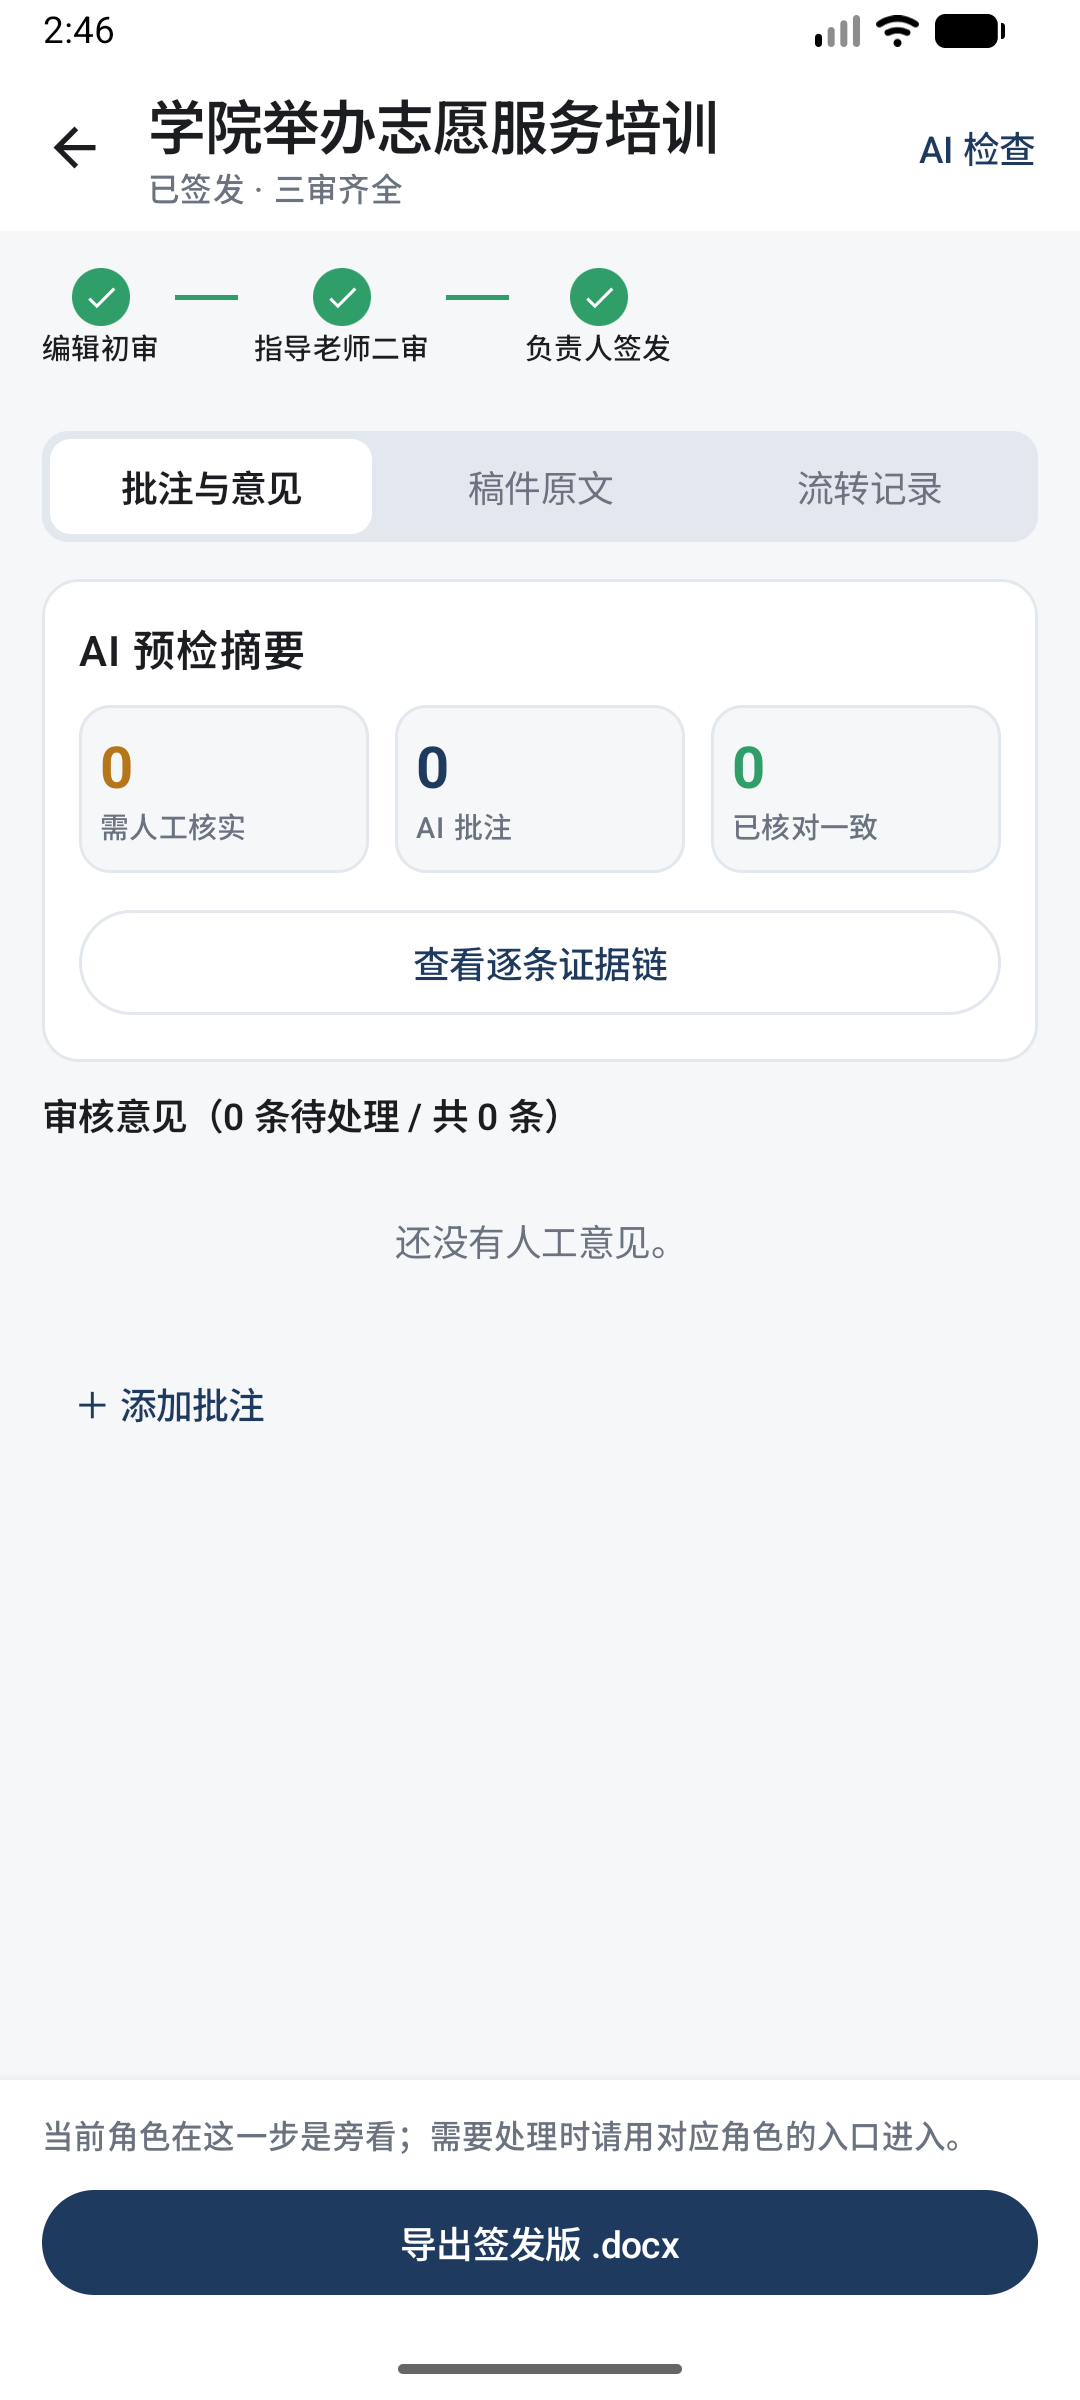 2:46
学院举办志愿服务培训
已签发 · 三审齐全
AI 检查
编辑初审
指导老师二审
负责人签发
批注与意见
稿件原文
流转记录
AI 预检摘要
0
需人工核实
0
AI 批注
0
已核对一致
查看逐条证据链
审核意见（0 条待处理 / 共 0 条）
还没有人工意见。
+ 添加批注
当前角色在这一步是旁看；需要处理时请用对应角色的入口进入。
导出签发版 .docx